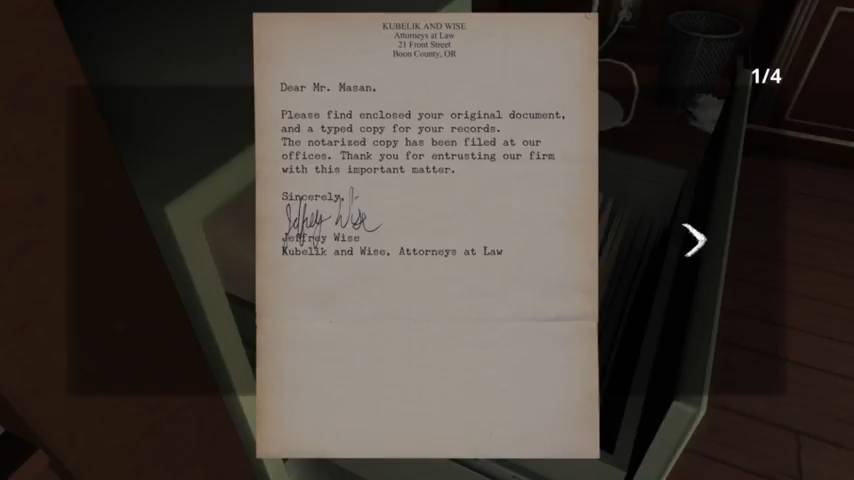 KUBELIK AND WISE
Attorneys at Law
21 Front Street
Boon County, OR
1/4
Dear Mr. Masan,
Please find enclosed your original document,
and a typed copy for your records.
The notarized copy has been filed at our
offices. Thank you for entrusting our firm
with this important matter.
Sincerely,
Jeffrey Wise
Jeffrey Wise
Kubelik and Wise, Attorneys at Law